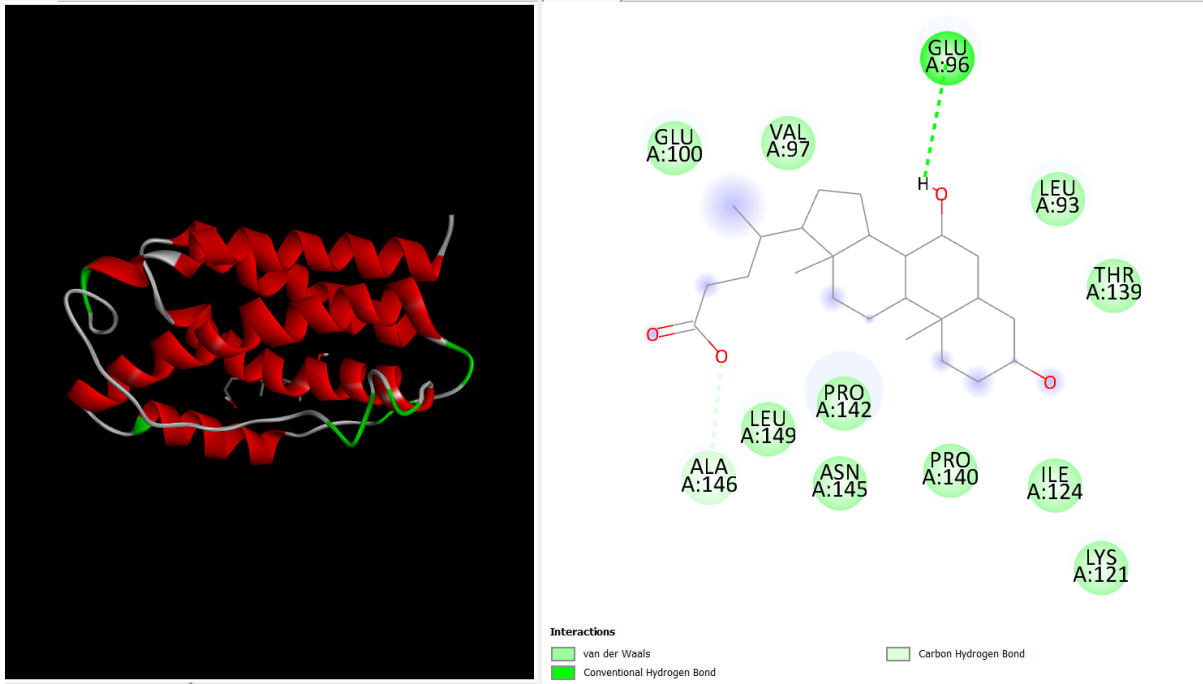 GLU
A:96
GLU
A:100
VAL
A:97
H
O
LEU
A:93
THR
A:139
O
O
O
PRO
A:142
LEU
A:149
ALA
A:146
ASN
A:145
PRO
A:140
ILE
A:124
LYS
A:121
Interactions
van der Waals
Conventional Hydrogen Bond
Carbon Hydrogen Bond